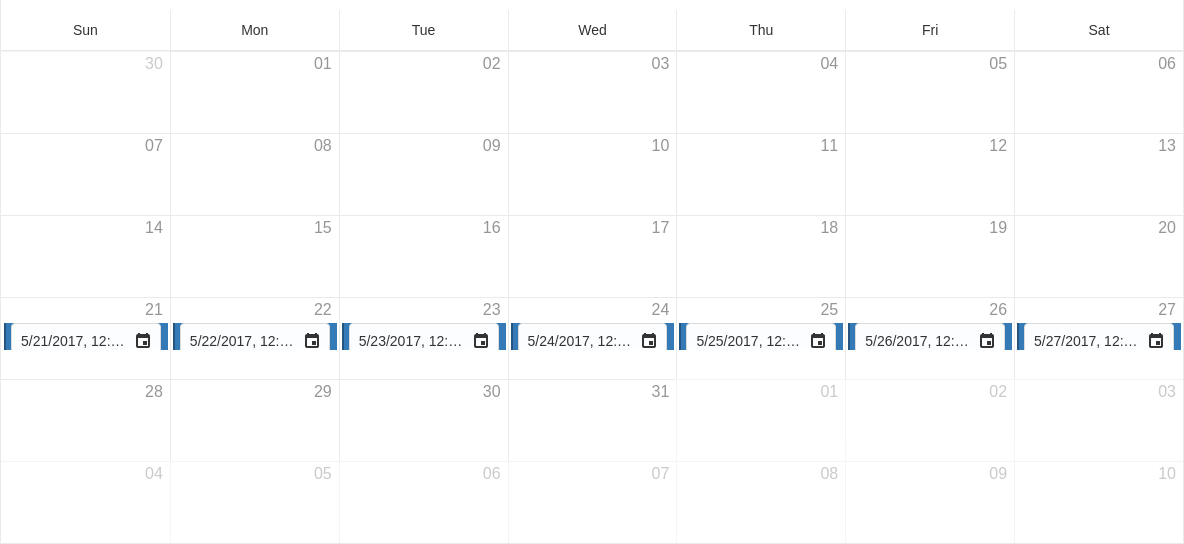 Sun Mon Tue Wed Thu Fri Sat
30 01 02 03 04 05 06
07 08 09 10 11 12 13
14 15 16 17 18 19 20
21 22 23 24 25 26 27
5/21/2017, 12:... 5/22/2017, 12:... 5/23/2017, 12:... 5/24/2017, 12:... 5/25/2017, 12:... 5/26/2017, 12:... 5/27/2017, 12:...
28 29 30 31 01 02 03
04 05 06 07 08 09 10